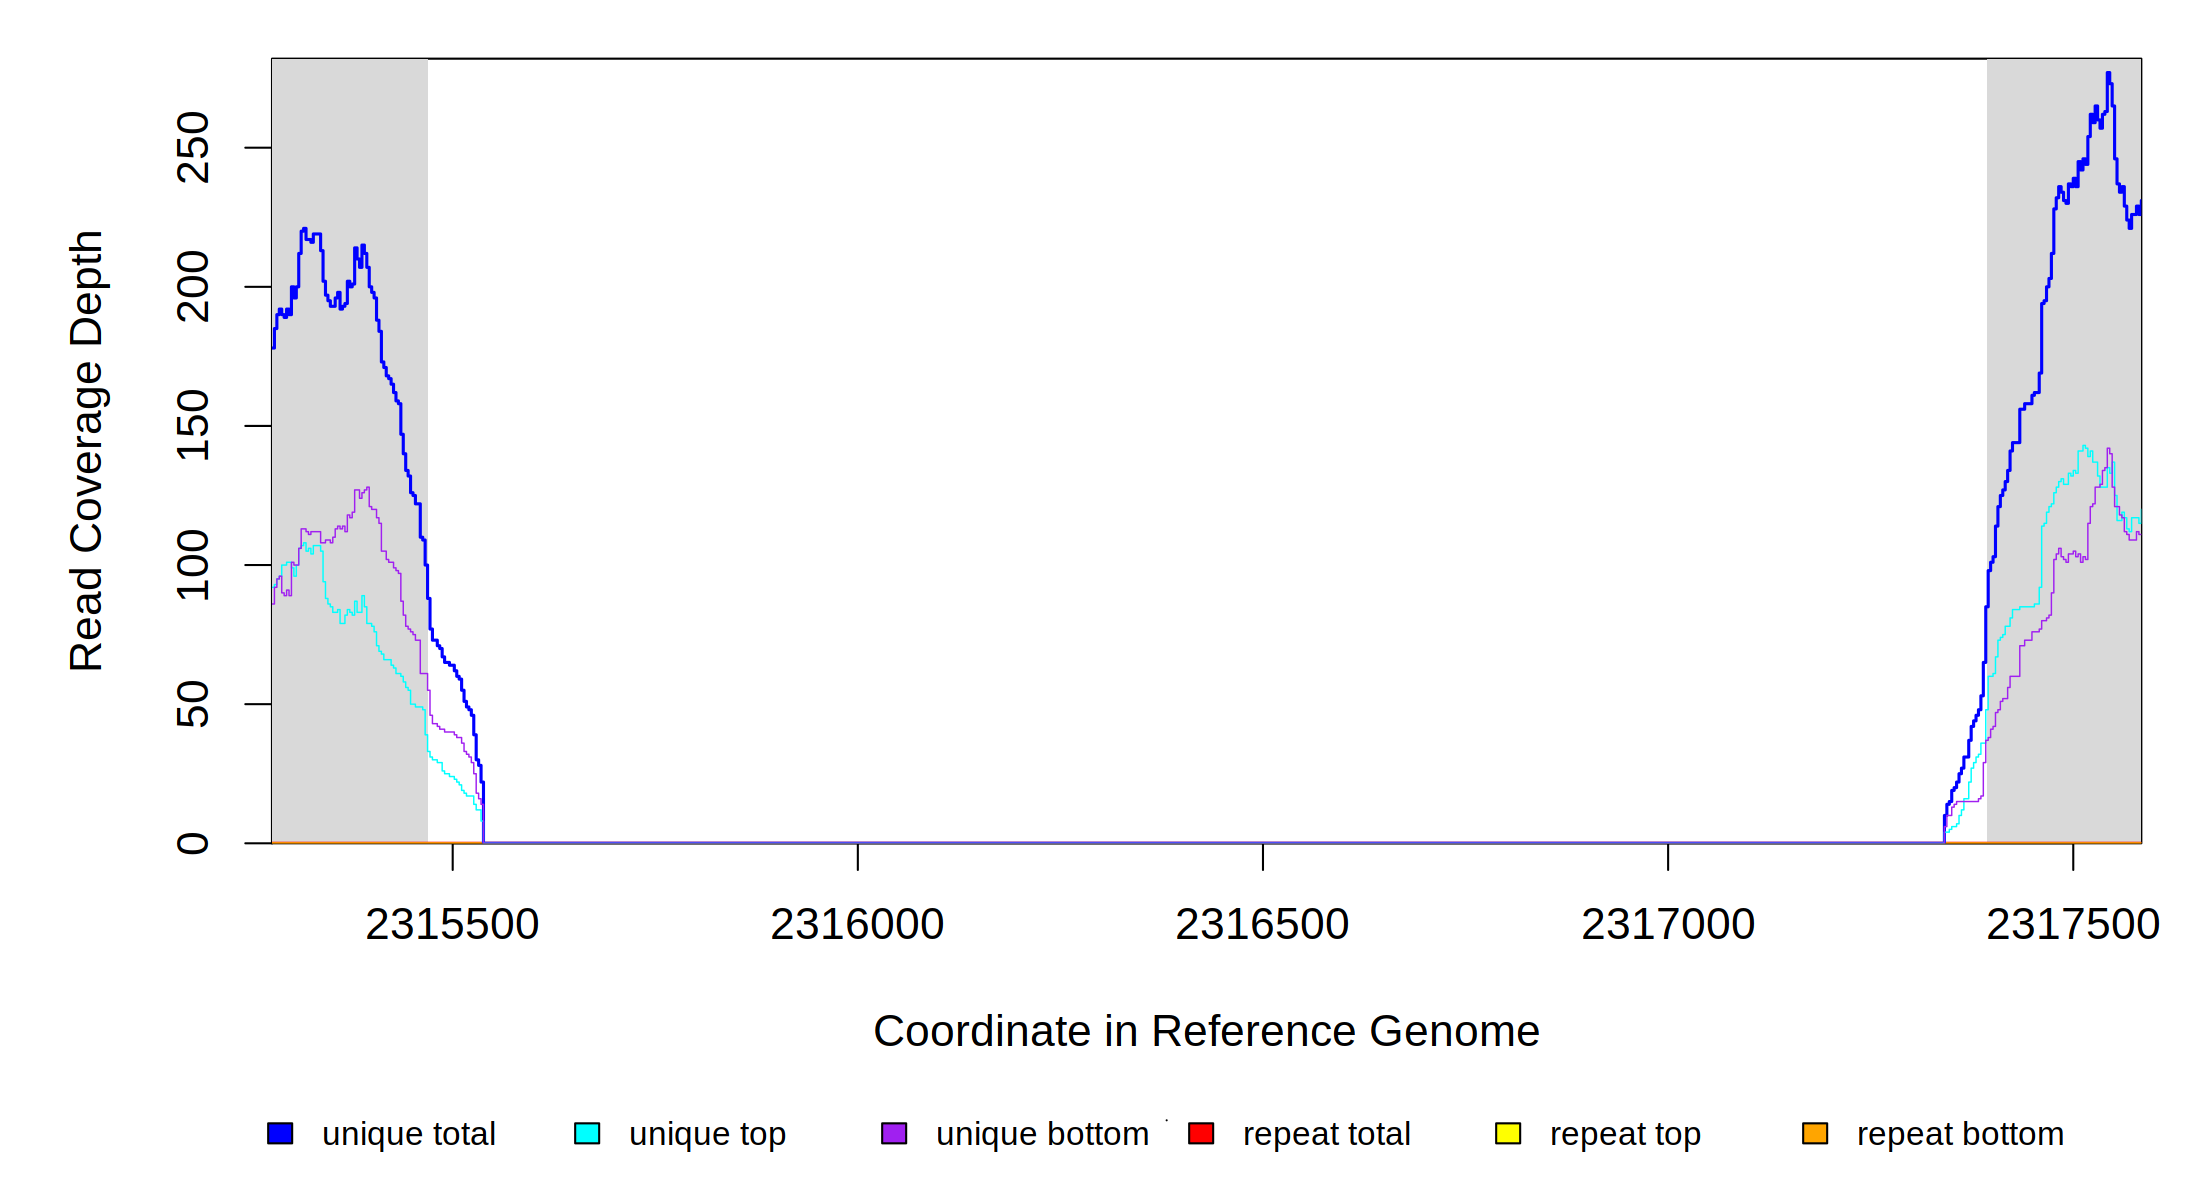 250
200
150
100
50
0
Read Coverage Depth
2315500 2316000 2316500 2317000 2317500
Coordinate in Reference Genome
unique total unique top unique bottom repeat total repeat top repeat bottom